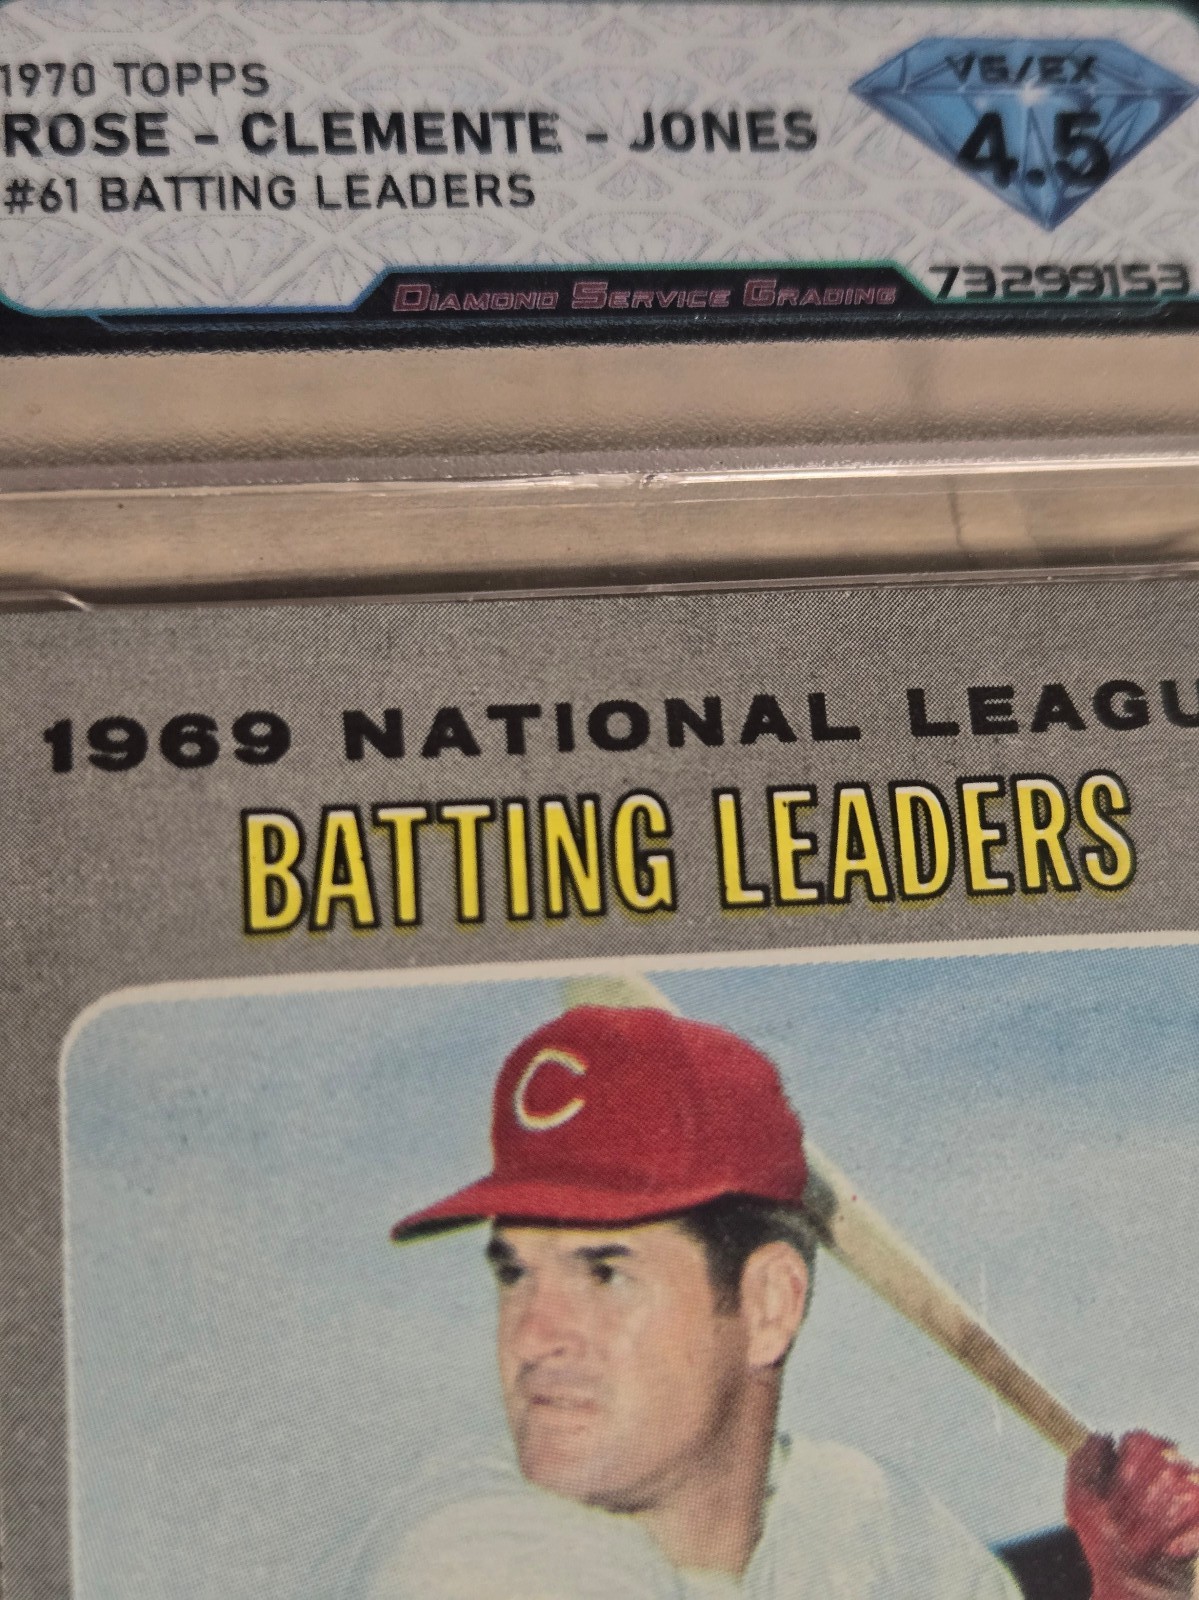 1970 TOPPS
ROSE - CLEMENTE - JONES
#61 BATTING LEADERS
VG/EX
4.5
DIAMOND SERVICE GRADING
73299153
1969 NATIONAL LEAGU
BATTING LEADERS
C